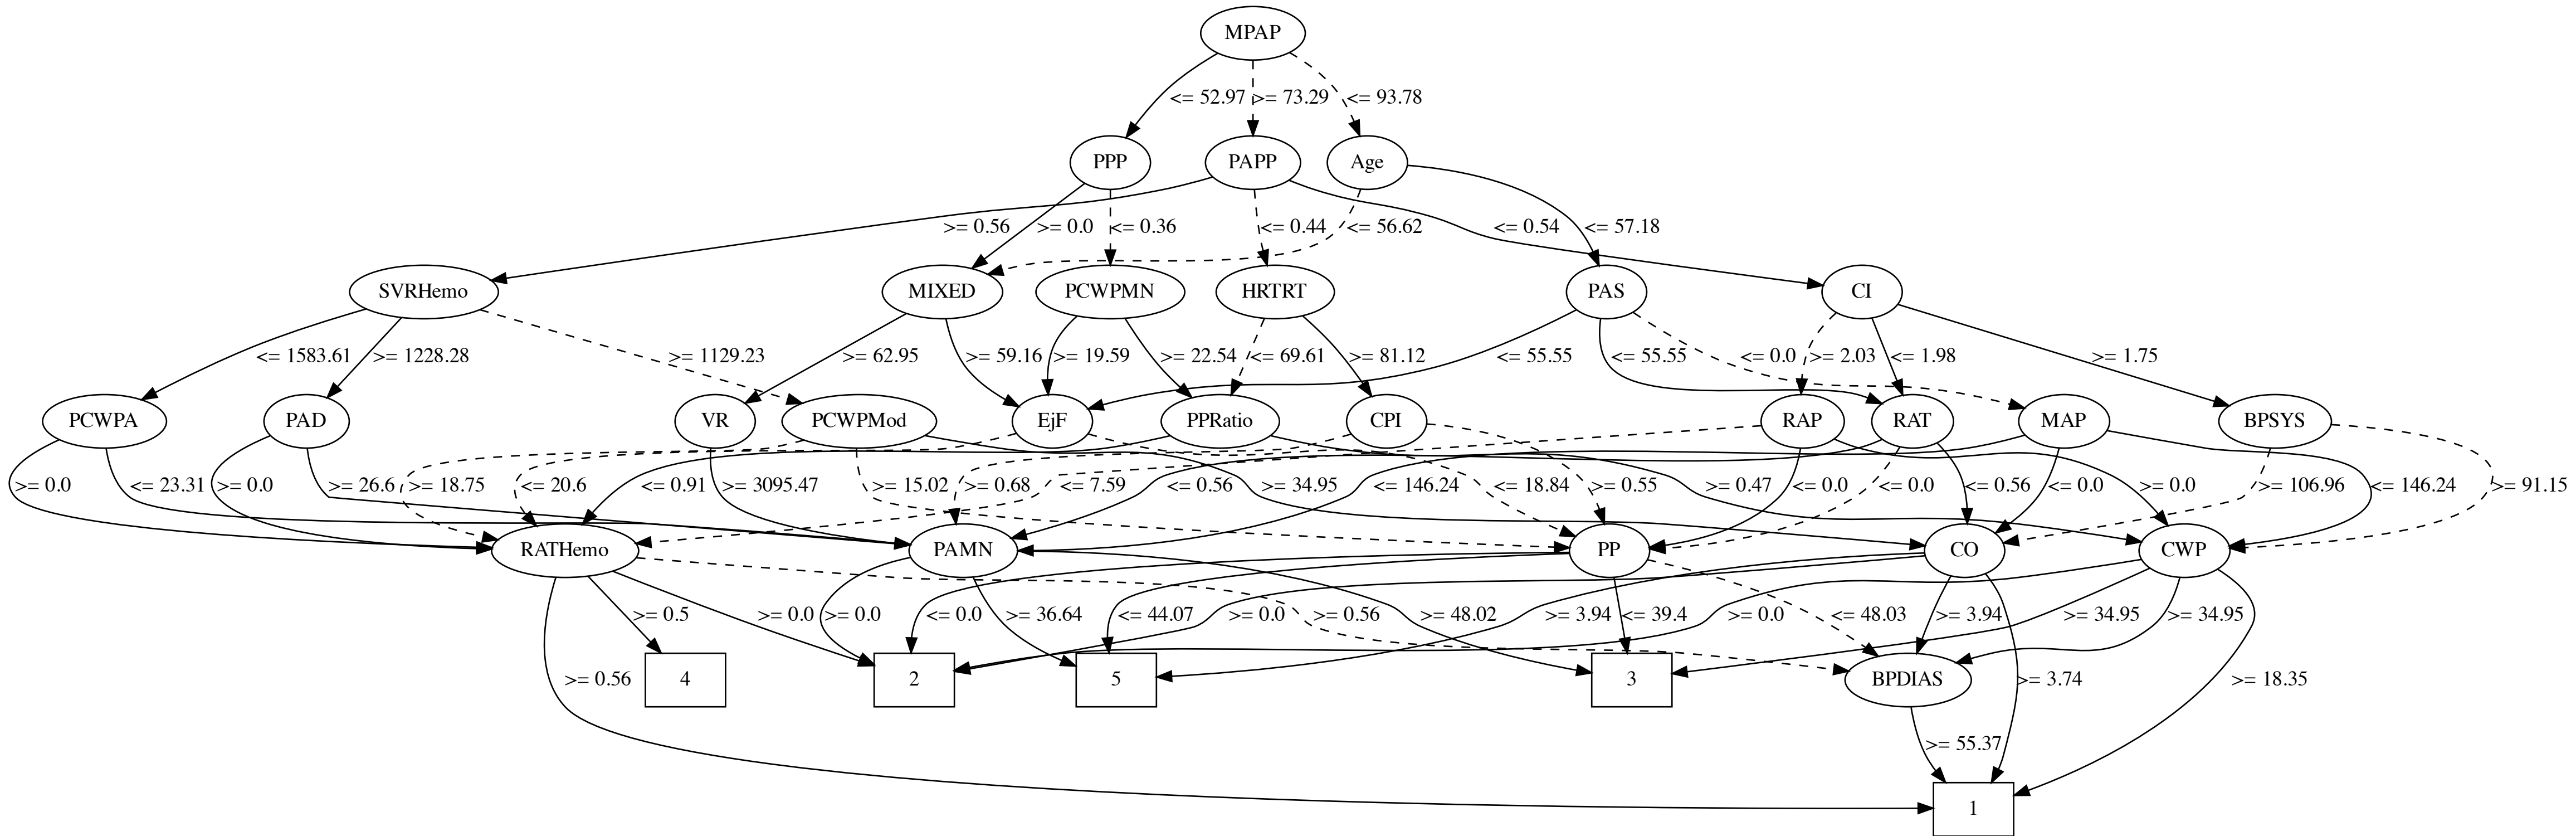 MPAP
<= 52.97
>= 73.29
<= 93.78
PPP
PAPP
Age
>= 0.56
>= 0.0
<= 0.36
<= 0.44
<= 56.62
<= 0.54
<= 57.18
SVRHemo
MIXED
PCWPMN
HRTRT
PAS
CI
<= 1583.61
>= 1228.28
>= 1129.23
>= 62.95
>= 59.16
>= 19.59
>= 22.54
<= 69.61
>= 81.12
<= 55.55
<= 55.55
<= 0.0
>= 2.03
<= 1.98
>= 1.75
PCWPA
PAD
VR
PCWPMod
EjF
PPRatio
CPI
RAP
RAT
MAP
BPSYS
>= 0.0
<= 23.31
>= 0.0
>= 26.6
>= 18.75
<= 20.6
<= 0.91
>= 3095.47
>= 15.02
>= 0.68
<= 7.59
<= 0.56
>= 34.95
<= 146.24
<= 18.84
>= 0.55
>= 0.47
<= 0.0
<= 0.0
<= 0.56
<= 0.0
>= 0.0
>= 106.96
<= 146.24
>= 91.15
RATHemo
PAMN
PP
CO
CWP
>= 0.5
>= 0.0
>= 0.0
<= 0.0
>= 36.64
<= 44.07
>= 0.0
>= 0.56
>= 48.02
>= 3.94
<= 39.4
>= 0.0
<= 48.03
>= 3.94
>= 34.95
>= 34.95
>= 0.56
4
2
5
3
BPDIAS
>= 3.74
>= 18.35
>= 55.37
1